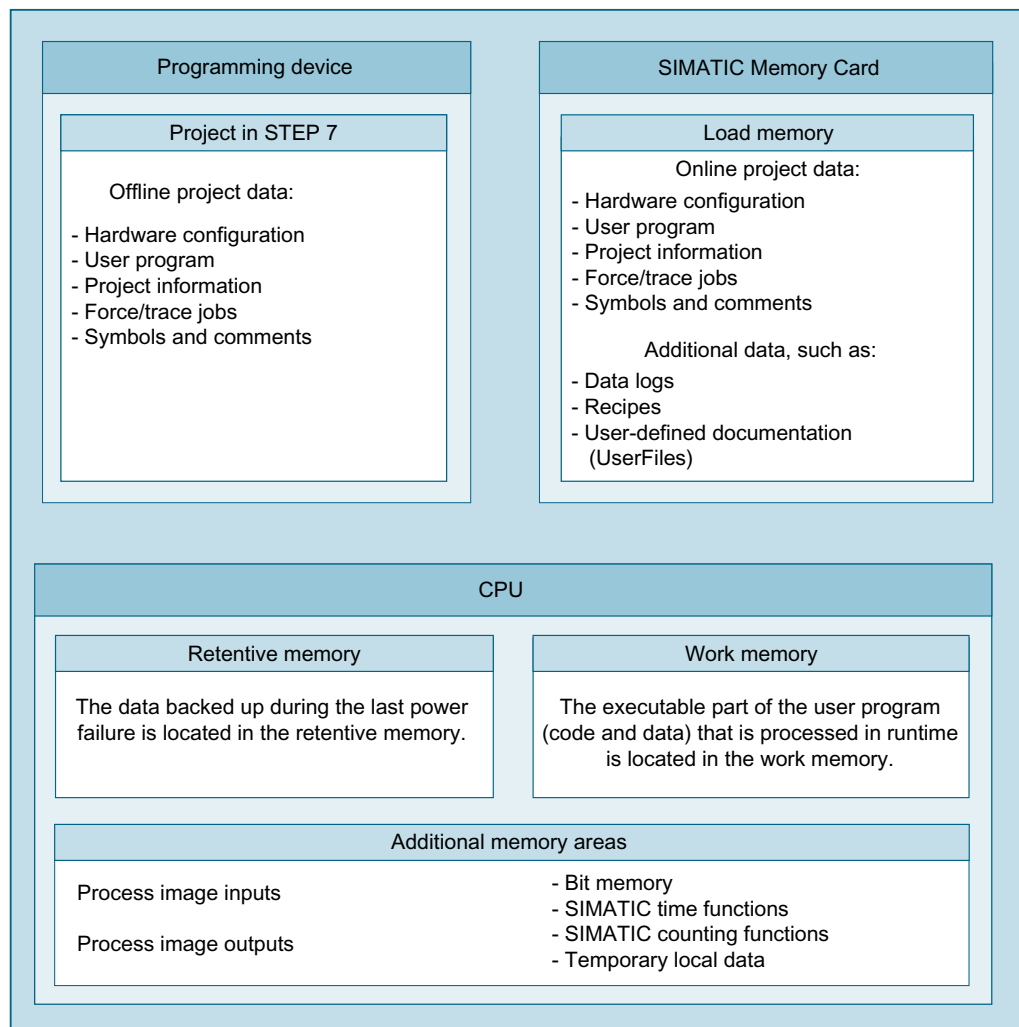 Programming device
Project in STEP 7
Offline project data:
- Hardware configuration
- User program
- Project information
- Force/trace jobs
- Symbols and comments
SIMATIC Memory Card
Load memory
Online project data:
- Hardware configuration
- User program
- Project information
- Force/trace jobs
- Symbols and comments
Additional data, such as:
- Data logs
- Recipes
- User-defined documentation
(UserFiles)
CPU
Retentive memory
The data backed up during the last power
failure is located in the retentive memory.
Work memory
The executable part of the user program
(code and data) that is processed in runtime
is located in the work memory.
Additional memory areas
Process image inputs
Process image outputs
- Bit memory
- SIMATIC time functions
- SIMATIC counting functions
- Temporary local data